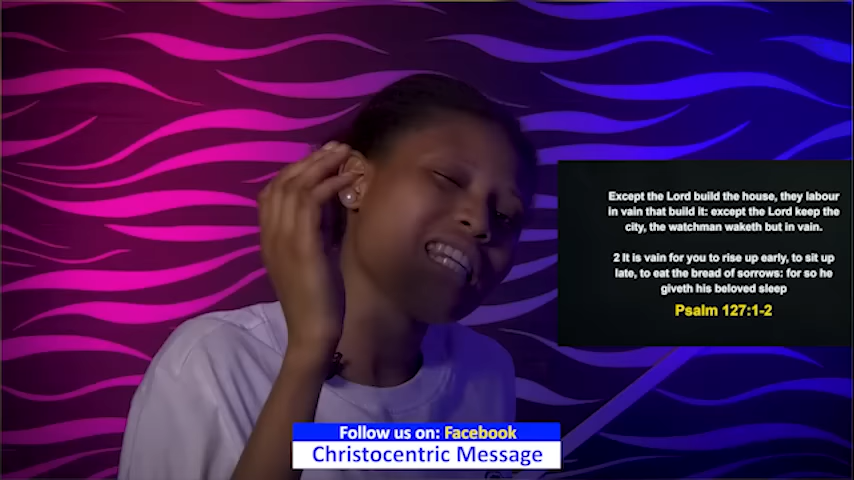 Except the Lord build the house, they labour
in vain that build it: except the Lord keep the
city, the watchman waketh but in vain.
2 It is vain for you to rise up early, to sit up
late, to eat the bread of sorrows: for so he
giveth his beloved sleep
Psalm 127:1-2
Follow us on: Facebook
Christocentric Message